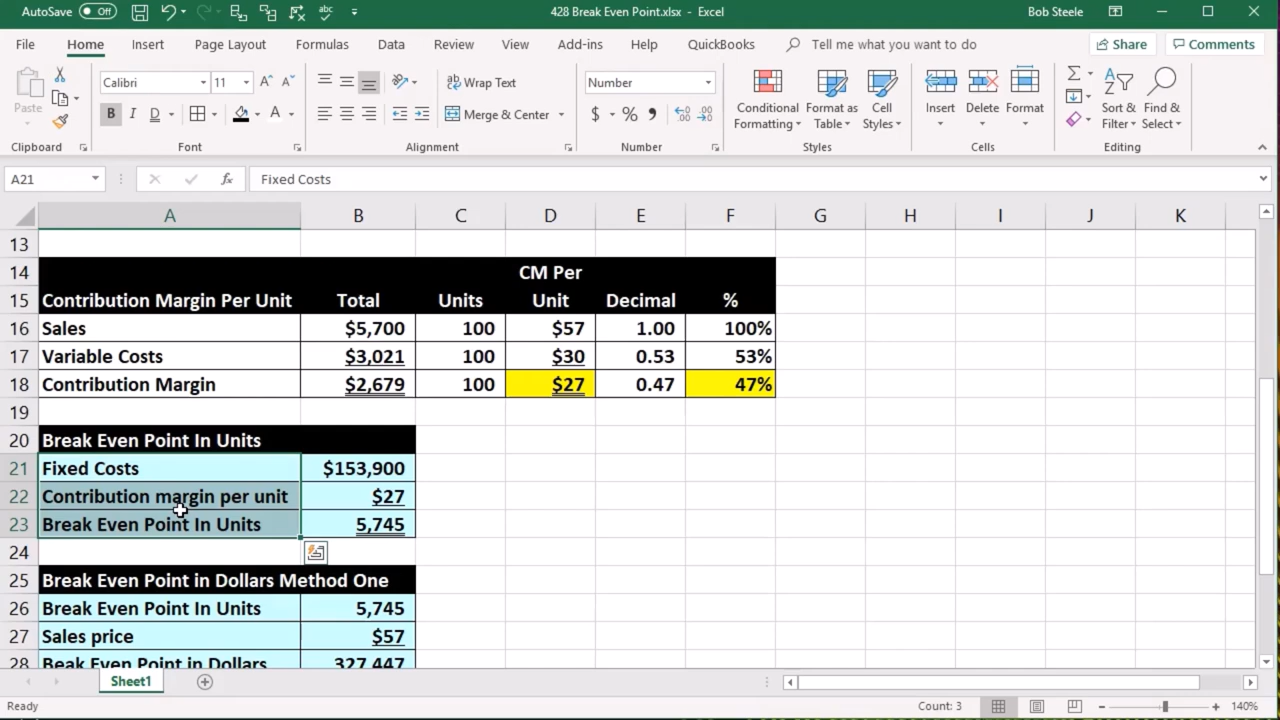 AutoSave Off 428 Break Even Point.xlsx - Excel Bob Steele
File Home Insert Page Layout Formulas Data Review View Add-ins Help QuickBooks Tell me what you want to do Share Comments
Paste
Calibri 11
B I D A
Wrap Text
Merge & Center
Number
$ % ,
Conditional Formatting
Format as Table
Cell Styles
Insert Delete Format
Sort & Filter
Find & Select
Clipboard Font Alignment Number Styles Cells Editing
A21 fx Fixed Costs
A B C D E F G H I J K
13
14 CM Per
15 Contribution Margin Per Unit Total Units Unit Decimal %
16 Sales $5,700 100 $57 1.00 100%
17 Variable Costs $3,021 100 $30 0.53 53%
18 Contribution Margin $2,679 100 $27 0.47 47%
19
20 Break Even Point In Units
21 Fixed Costs $153,900
22 Contribution margin per unit $27
23 Break Even Point In Units 5,745
24
25 Break Even Point in Dollars Method One
26 Break Even Point In Units 5,745
27 Sales price $57
28 Beak Even Point in Dollars 327,447
Sheet1
Ready Count: 3 140%